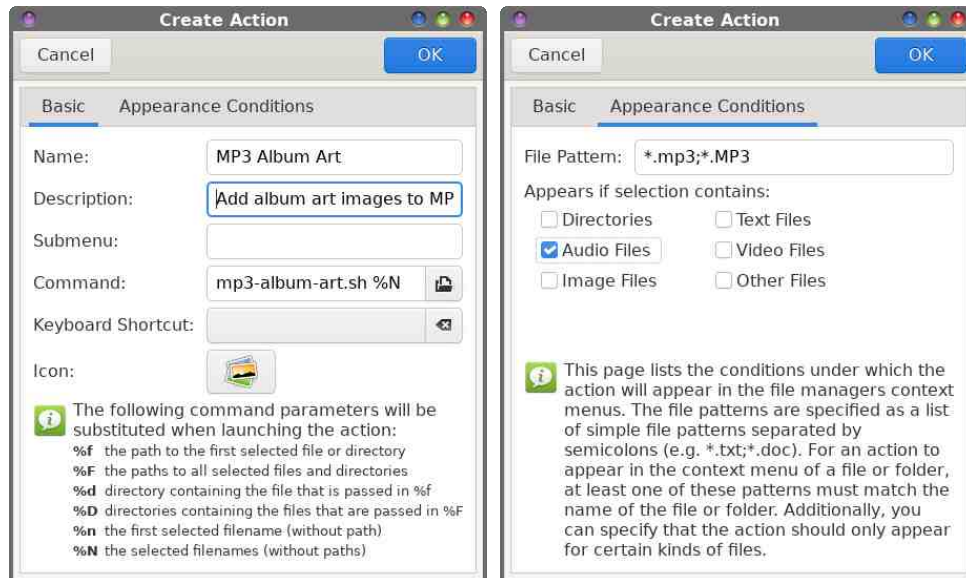 Create Action
Cancel
OK
Basic
Appearance Conditions
Name:
MP3 Album Art
Description:
Add album art images to MP
Submenu:
Command:
mp3-album-art.sh %N
Keyboard Shortcut:
Icon:
The following command parameters will be
substituted when launching the action:
%f the path to the first selected file or directory
%F the paths to all selected files and directories
%d directory containing the file that is passed in %f
%D directories containing the files that are passed in %F
%n the first selected filename (without path)
%N the selected filenames (without paths)
Create Action
Cancel
OK
Basic
Appearance Conditions
File Pattern:
*.mp3;*.MP3
Appears if selection contains:
Directories
Text Files
Audio Files
Video Files
Image Files
Other Files
This page lists the conditions under which the
action will appear in the file managers context
menus. The file patterns are specified as a list
of simple file patterns separated by
semicolons (e.g. *.txt;*.doc). For an action to
appear in the context menu of a file or folder,
at least one of these patterns must match the
name of the file or folder. Additionally, you
can specify that the action should only appear
for certain kinds of files.